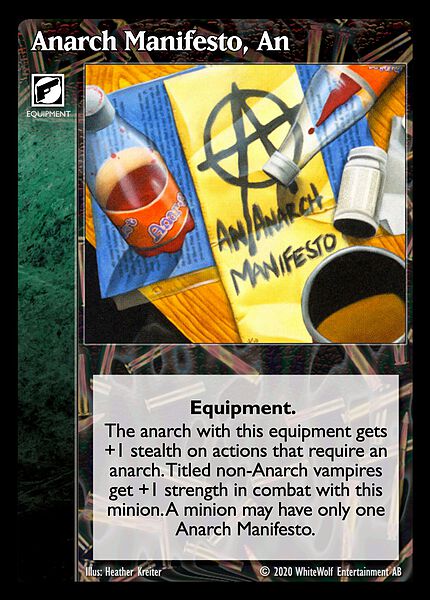 Anarch Manifesto, An
EQUIPMENT
AN ANARCH
MANIFESTO
Equipment.
The anarch with this equipment gets
+1 stealth on actions that require an
anarch. Titled non-Anarch vampires
get +1 strength in combat with this
minion. A minion may have only one
Anarch Manifesto.
Illus: Heather Kreiter
© 2020 WhiteWolf Entertainment AB